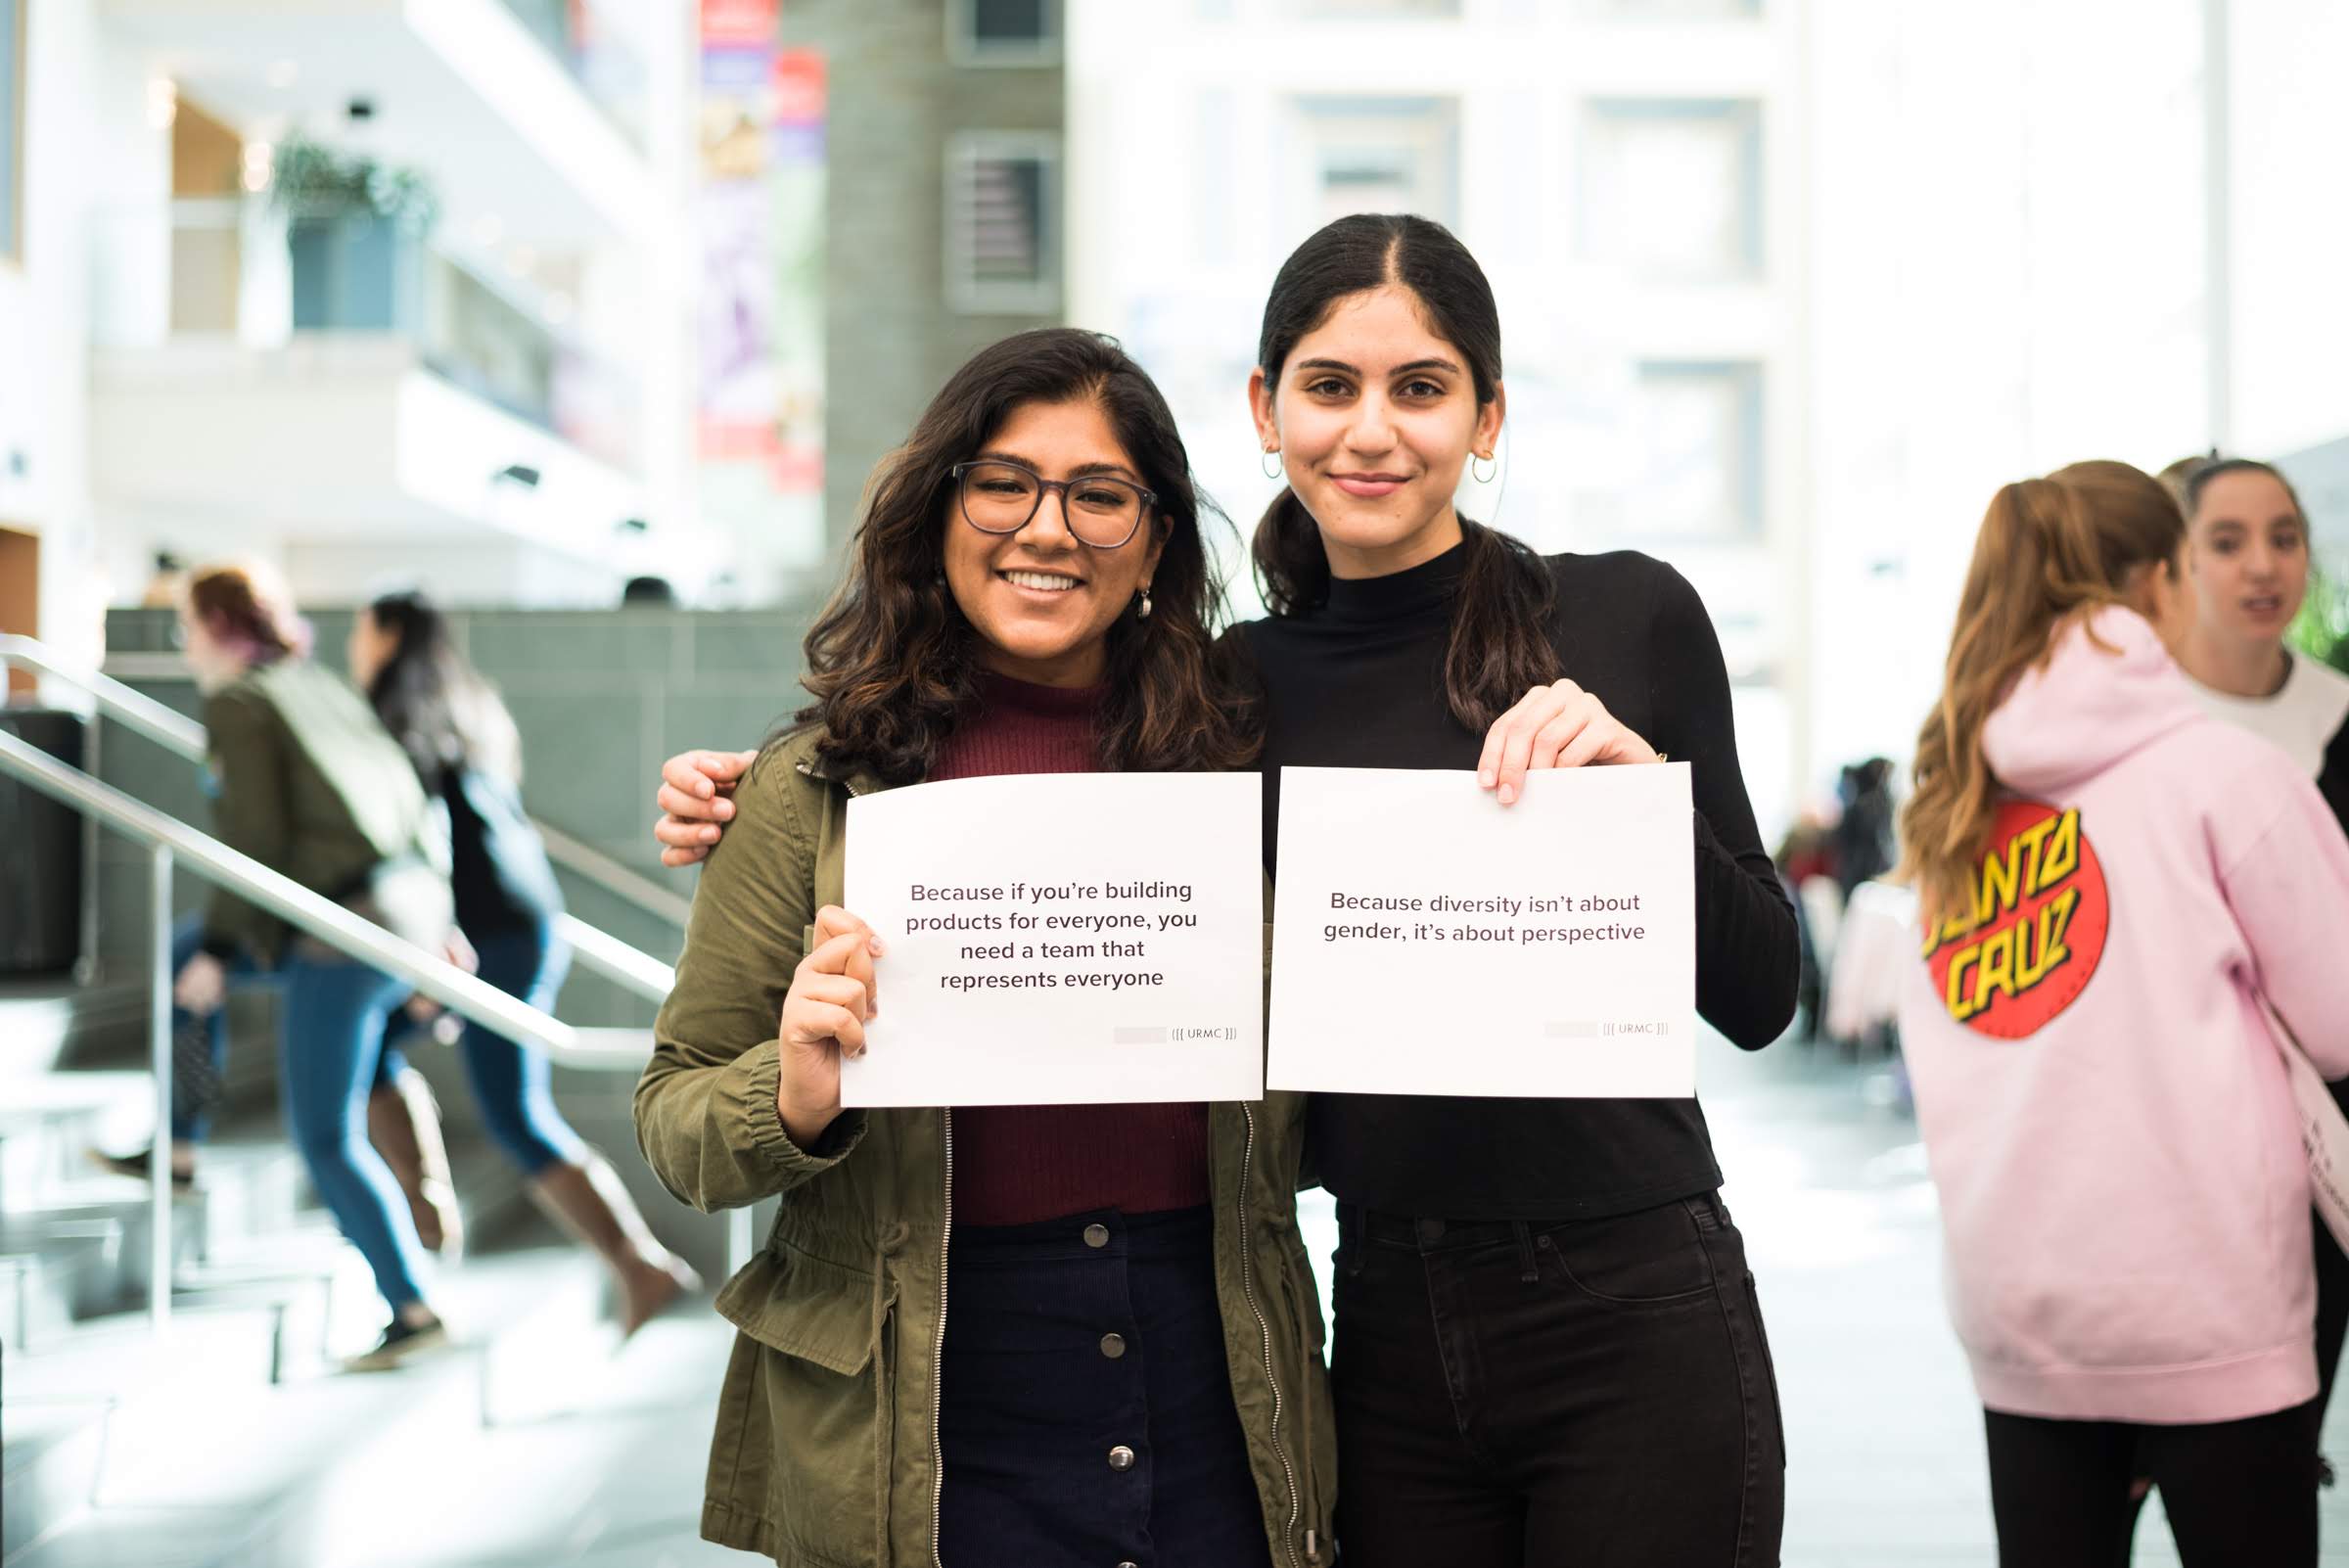 Because if you're building
products for everyone, you
need a team that
represents everyone
([[ URMC ]])
Because diversity isn't about
gender, it's about perspective
([[ URMC ]])
SANTA
CRUZ